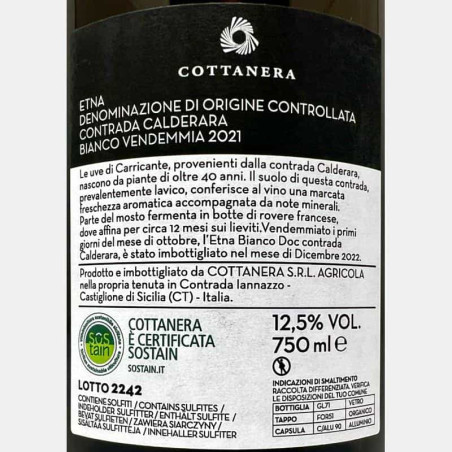 COTTANERA
ETNA
DENOMINAZIONE DI ORIGINE CONTROLLATA
CONTRADA CALDERARA
BIANCO VENDEMMIA 2021
Le uve di Carricante, provenienti dalla contrada Calderara,
nascono da piante di oltre 40 anni. Il suolo di questa contrada,
prevalentemente lavico, conferisce al vino una marcata
freschezza aromatica accompagnata da note minerali.
Parte del mosto fermenta in botte di rovere francese,
dove affina per circa 12 mesi sui lieviti.Vendemmiato i primi
giorni del mese di ottobre, l'Etna Bianco Doc contrada
Calderara, è stato imbottigliato nel mese di Dicembre 2022.
Prodotto e imbottigliato da COTTANERA S.R.L. AGRICOLA
nella propria tenuta in Contrada Iannazzo -
Castiglione di Sicilia (CT) - Italia.
sos
tain
COTTANERA
È CERTIFICATA
SOSTAIN
SOSTAIN.IT
12,5% VOL.
750 ml e
LOTTO 2242
CONTIENE SOLFITI / CONTAINS SULFITES /
INDEHOLDER SULFITTER / ENTHÄLT SULFITE /
BEVAT SULFIETEN / ZAWIERA SIARCZYNY /
SISÄLTÄÄ SULFIITTEJA / INNEHALLER SULFITER
INDICAZIONI DI SMALTIMENTO
RACCOLTA DIFFERENZIATA. VERIFICA
LE DISPOSIZIONI DEL TUO COMUNE
BOTTIGLIA GL71 VETRO
TAPPO FOR51 ORGANICO
CAPSULA C/ALU 90 ALLUMINIO